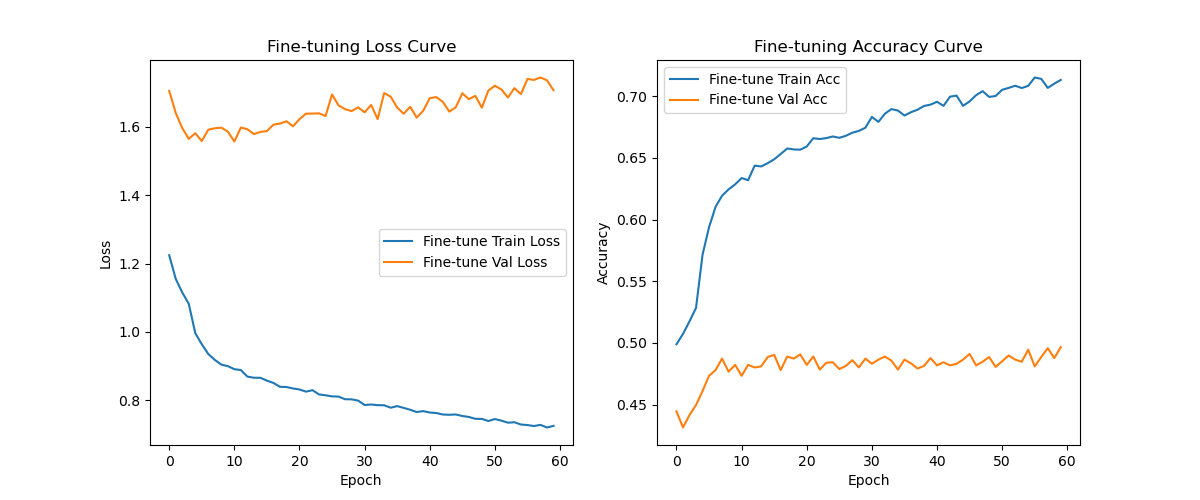 Fine-tuning Loss Curve
1.6
1.4
1.2
1.0
0.8
Loss
Fine-tune Train Loss
Fine-tune Val Loss
0 10 20 30 40 50 60
Epoch
Fine-tuning Accuracy Curve
Fine-tune Train Acc
Fine-tune Val Acc
0.70
0.65
0.60
0.55
0.50
0.45
Accuracy
0 10 20 30 40 50 60
Epoch